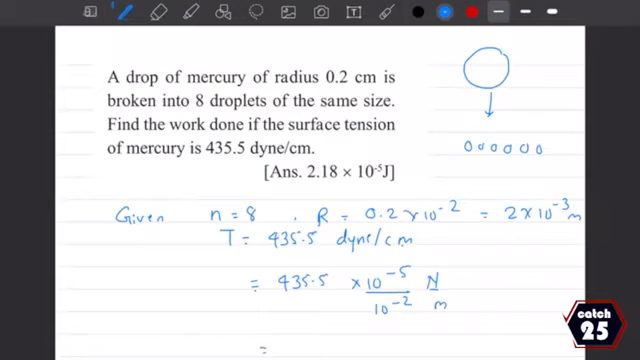 A drop of mercury of radius 0.2 cm is
broken into 8 droplets of the same size.
Find the work done if the surface tension
of mercury is 435.5 dyne/cm.
[Ans. 2.18 × 10⁻⁵J]
Given n = 8 , R = 0.2 × 10⁻² = 2 × 10⁻³ m
T = 435.5 dyne/cm
= 435.5 × 10⁻⁵ / 10⁻² N / m
=
catch
25